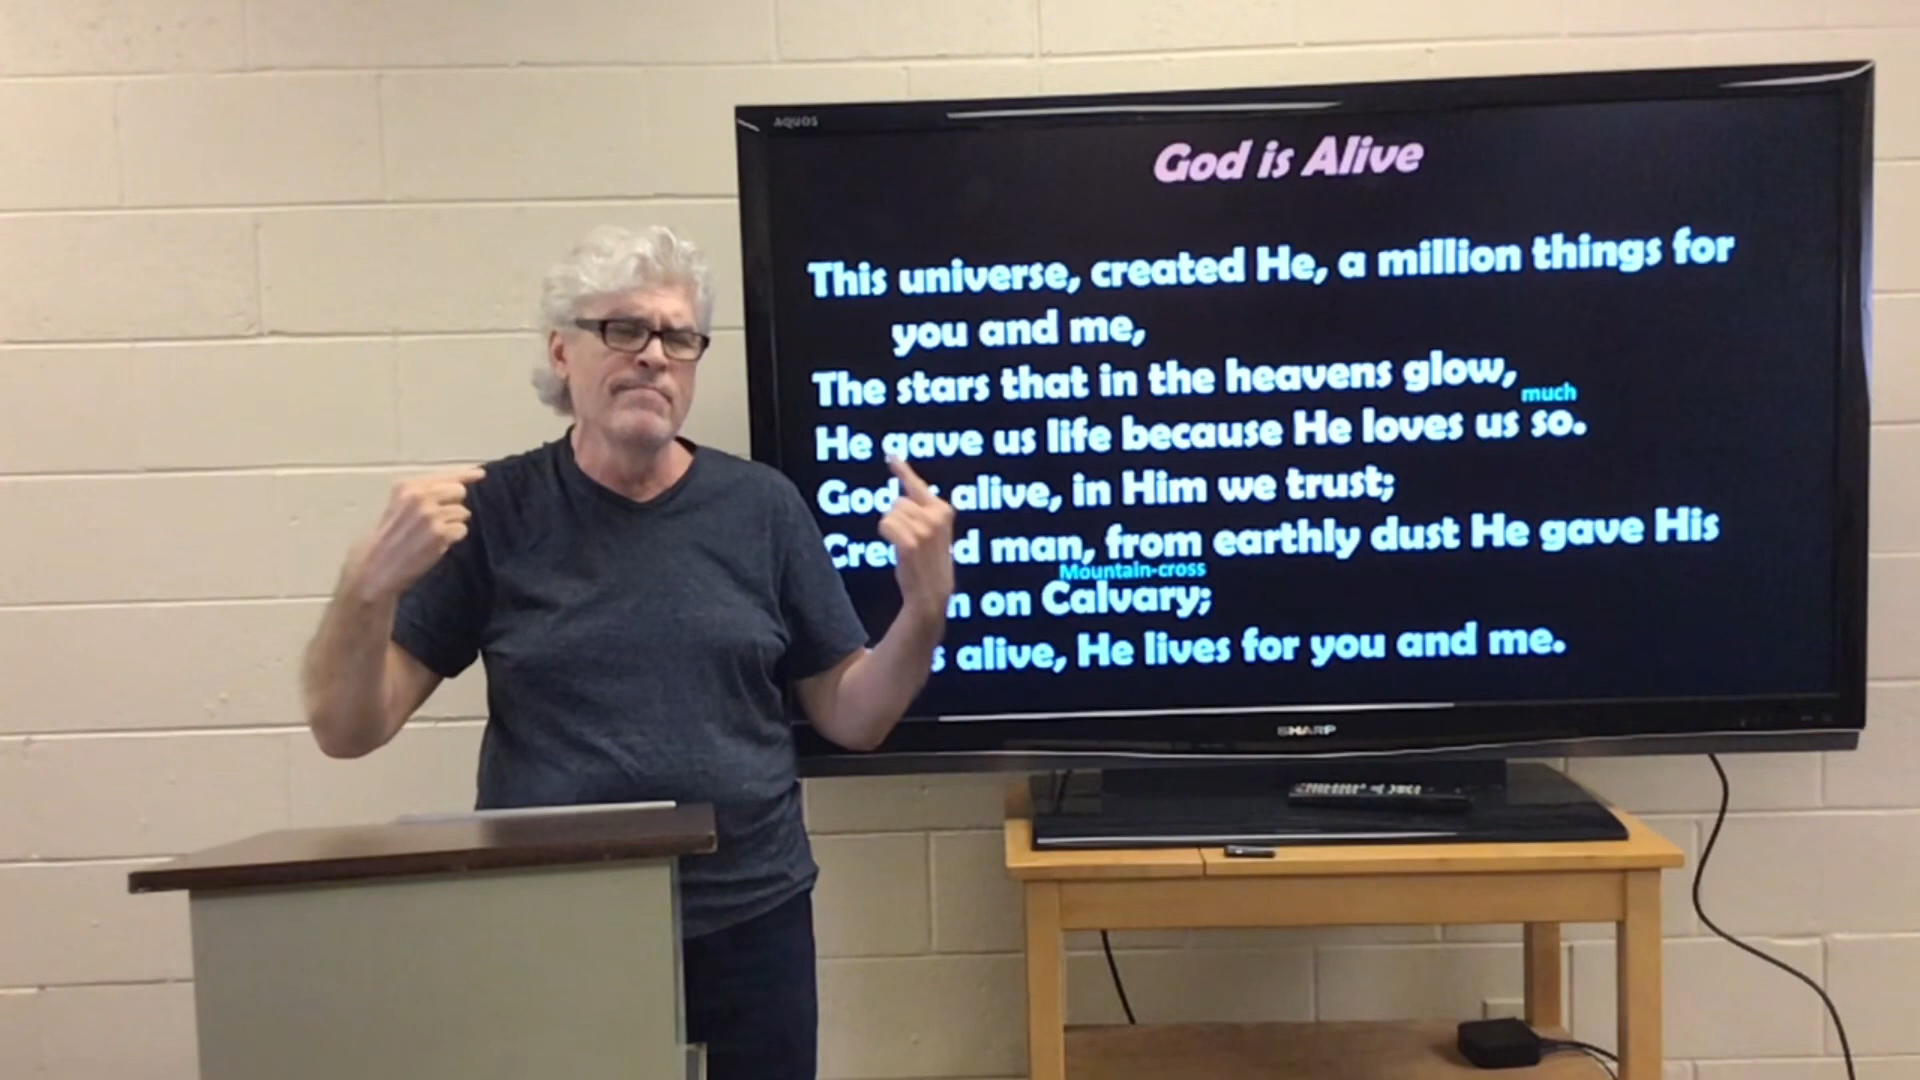 AQUOS
God is Alive
This universe, created He, a million things for
you and me,
The stars that in the heavens glow,
much
He gave us life because He loves us so.
God alive, in Him we trust;
man, from earthly dust He gave His
Mountain-cross
on Calvary;
alive, He lives for you and me.
SHARP